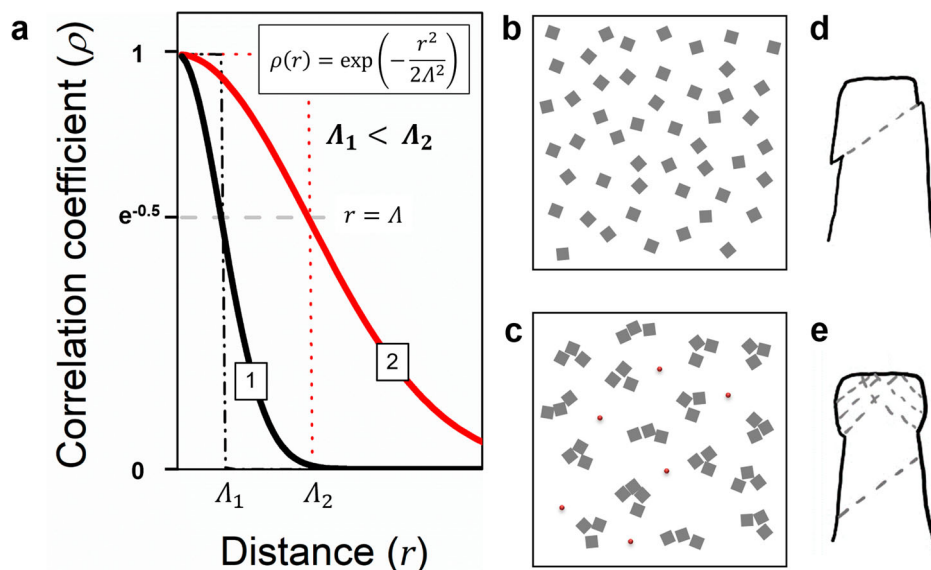 a
b
d
1
ρ(r) = exp(−r²/2Λ²)
Λ₁ < Λ₂
e⁻⁰·⁵
r = Λ
c
e
2
1
0
Λ₁
Λ₂
Correlation coefficient (ρ)
Distance (r)